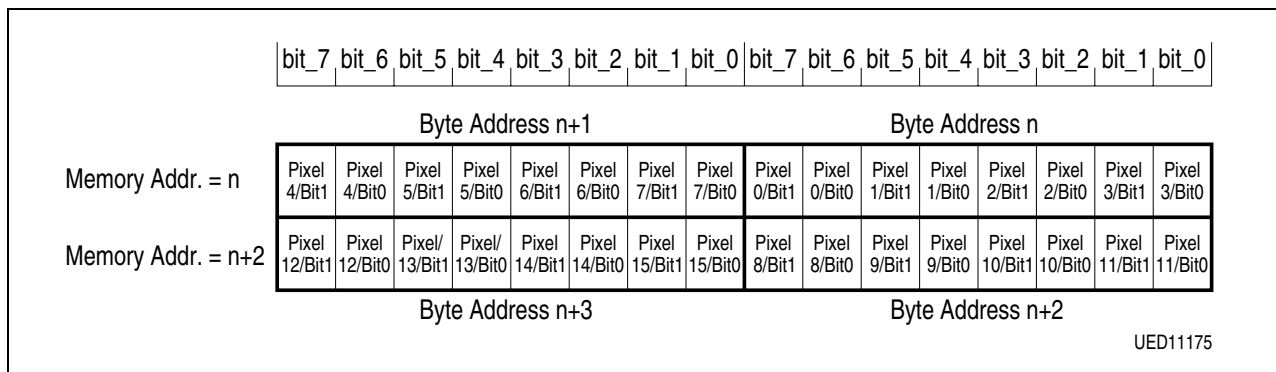 bit_7 bit_6 bit_5 bit_4 bit_3 bit_2 bit_1 bit_0 bit_7 bit_6 bit_5 bit_4 bit_3 bit_2 bit_1 bit_0
Byte Address n+1 Byte Address n
Memory Addr. = n
Pixel Pixel Pixel Pixel Pixel Pixel Pixel Pixel Pixel Pixel Pixel Pixel Pixel Pixel Pixel Pixel
4/Bit1 4/Bit0 5/Bit1 5/Bit0 6/Bit1 6/Bit0 7/Bit1 7/Bit0 0/Bit1 0/Bit0 1/Bit1 1/Bit0 2/Bit1 2/Bit0 3/Bit1 3/Bit0
Memory Addr. = n+2
Pixel Pixel Pixel/ Pixel/ Pixel Pixel Pixel Pixel Pixel Pixel Pixel Pixel Pixel Pixel Pixel Pixel
12/Bit1 12/Bit0 13/Bit1 13/Bit0 14/Bit1 14/Bit0 15/Bit1 15/Bit0 8/Bit1 8/Bit0 9/Bit1 9/Bit0 10/Bit1 10/Bit0 11/Bit1 11/Bit0
Byte Address n+3 Byte Address n+2
UED11175